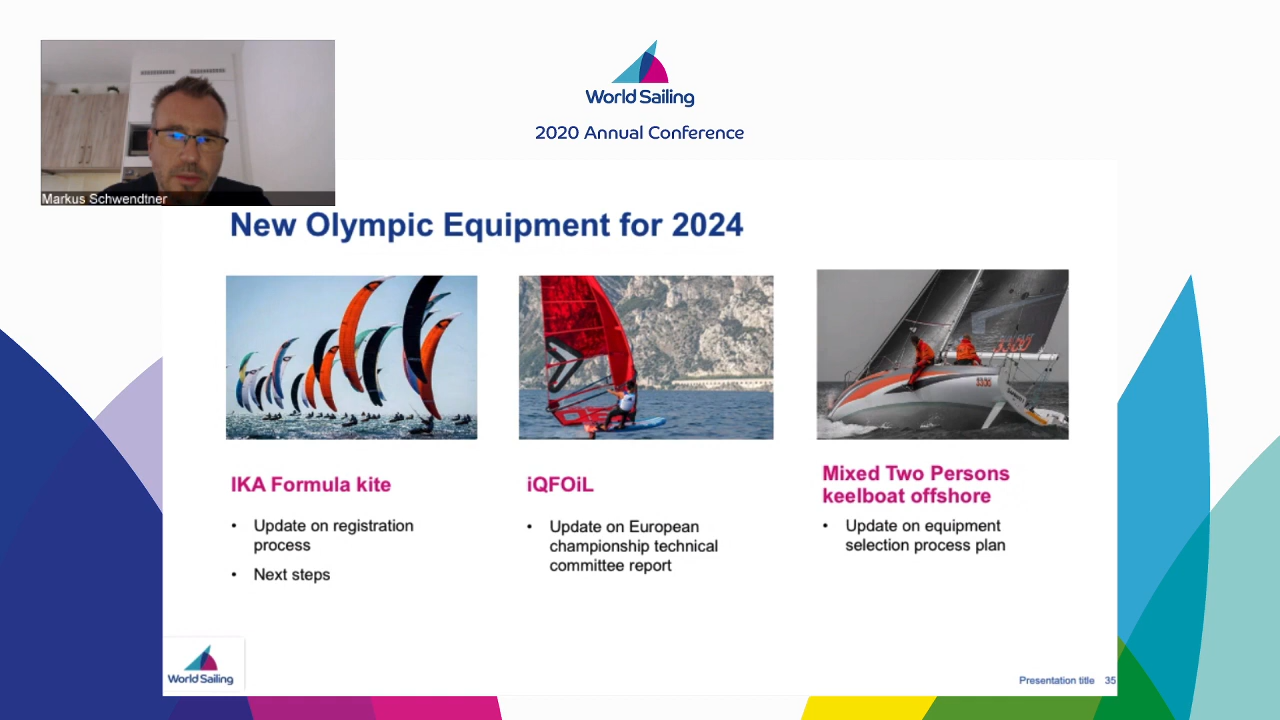 World Sailing
2020 Annual Conference
Markus Schwendtner
New Olympic Equipment for 2024
IKA Formula kite
• Update on registration
process
• Next steps
iQFOiL
• Update on European
championship technical
committee report
Mixed Two Persons
keelboat offshore
• Update on equipment
selection process plan
World Sailing
Presentation title 35